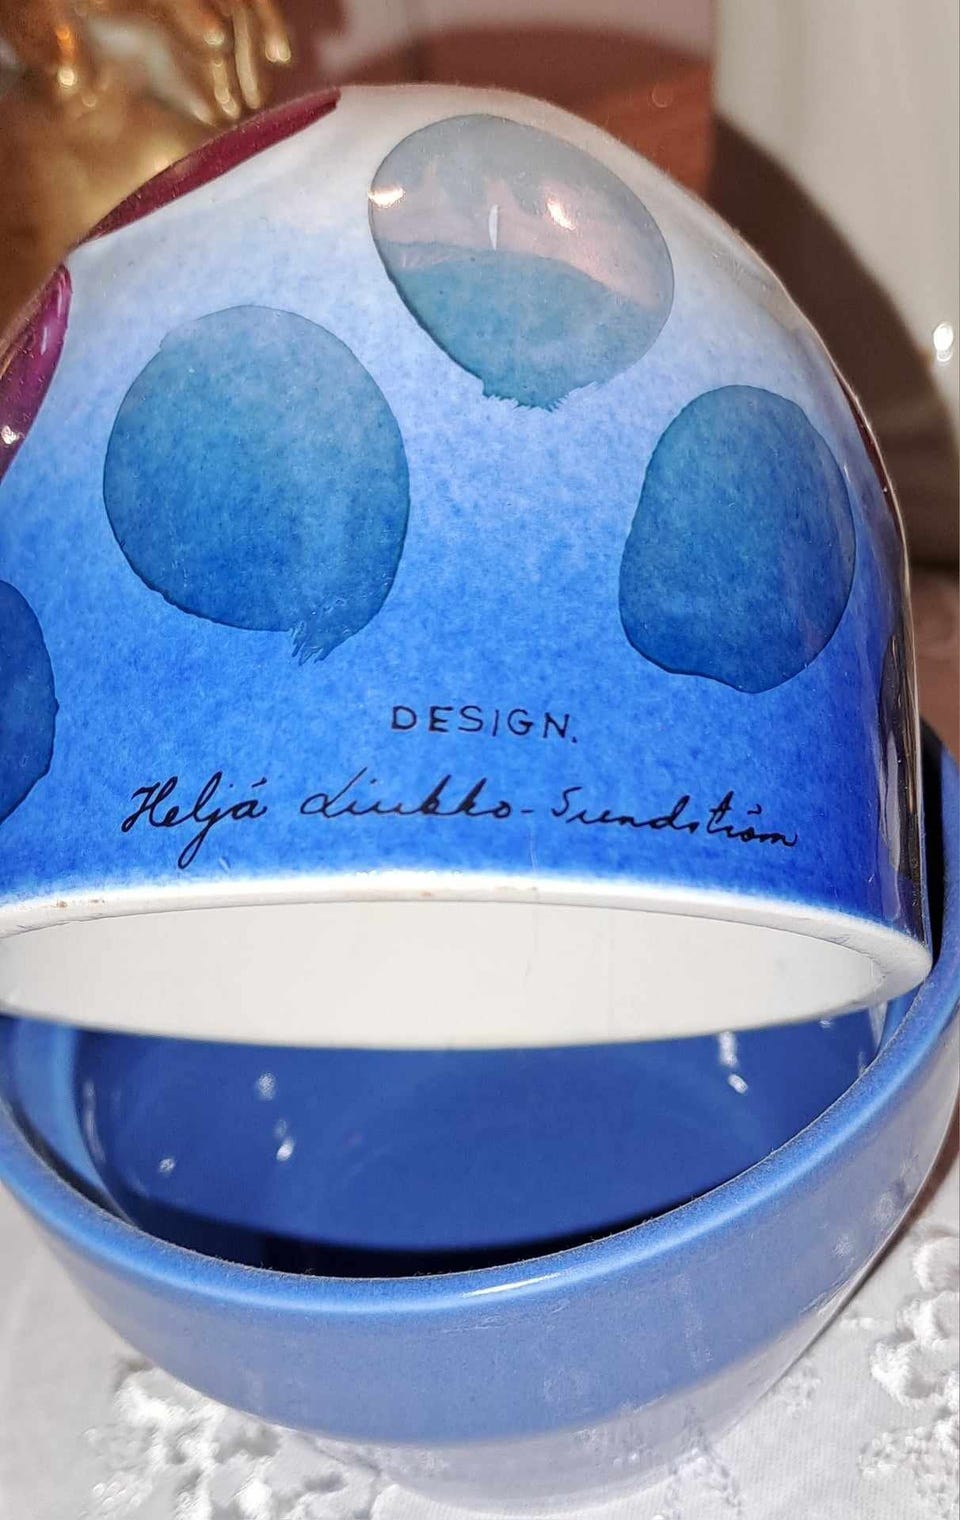 DESIGN.
Heljä Liukko-Sundström